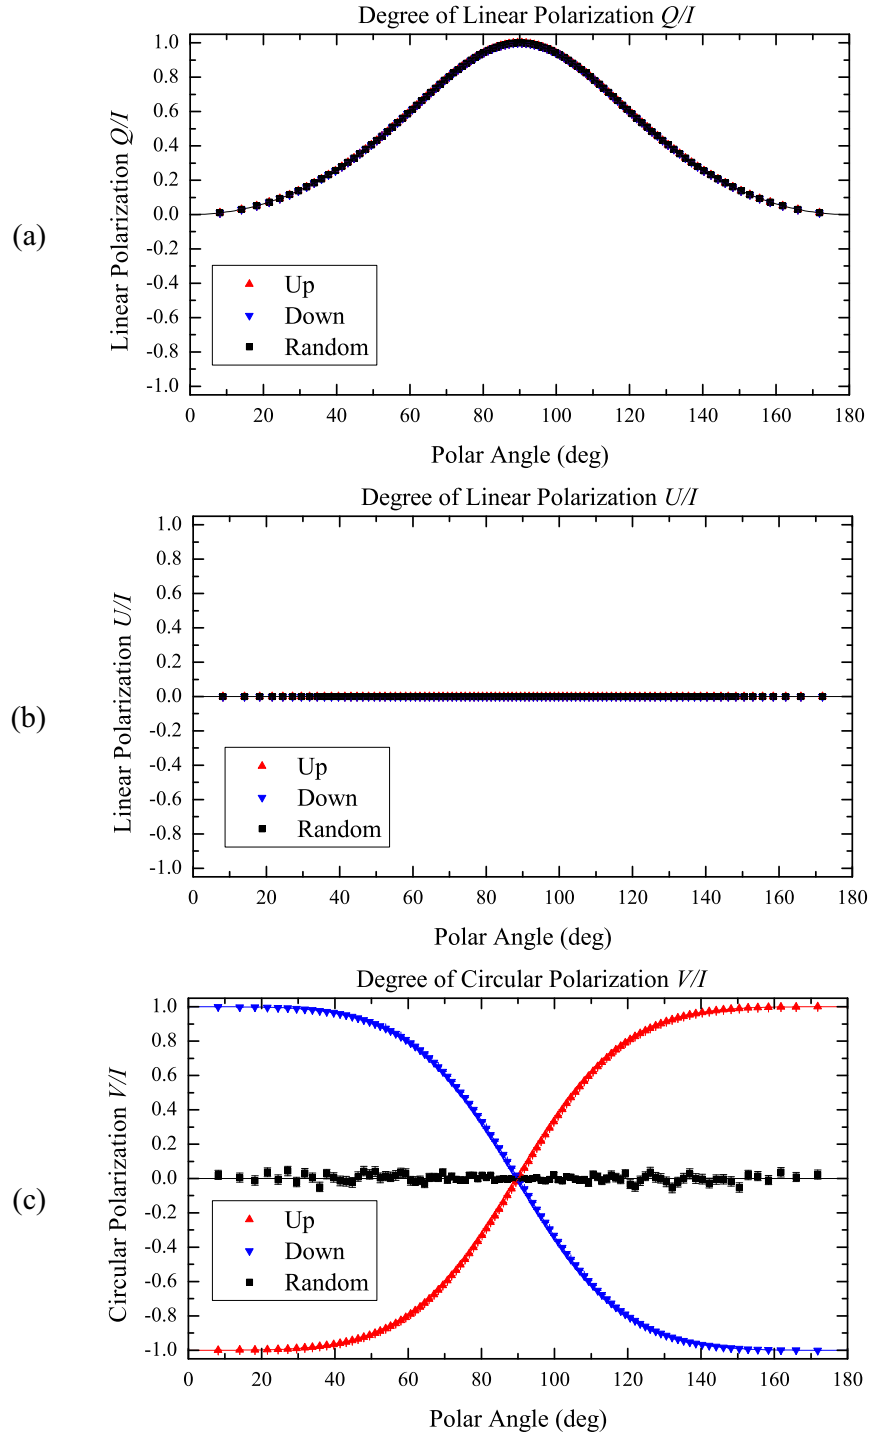 Degree of Linear Polarization Q/I
1.0
0.8
0.6
0.4
0.2
0.0
-0.2
-0.4
-0.6
-0.8
-1.0
Linear Polarization Q/I
(a)
Up
Down
Random
0 20 40 60 80 100 120 140 160 180
Polar Angle (deg)
Degree of Linear Polarization U/I
1.0
0.8
0.6
0.4
0.2
0.0
-0.2
-0.4
-0.6
-0.8
-1.0
Linear Polarization U/I
(b)
Up
Down
Random
0 20 40 60 80 100 120 140 160 180
Polar Angle (deg)
Degree of Circular Polarization V/I
1.0
0.8
0.6
0.4
0.2
0.0
-0.2
-0.4
-0.6
-0.8
-1.0
Circular Polarization V/I
(c)
Up
Down
Random
0 20 40 60 80 100 120 140 160 180
Polar Angle (deg)